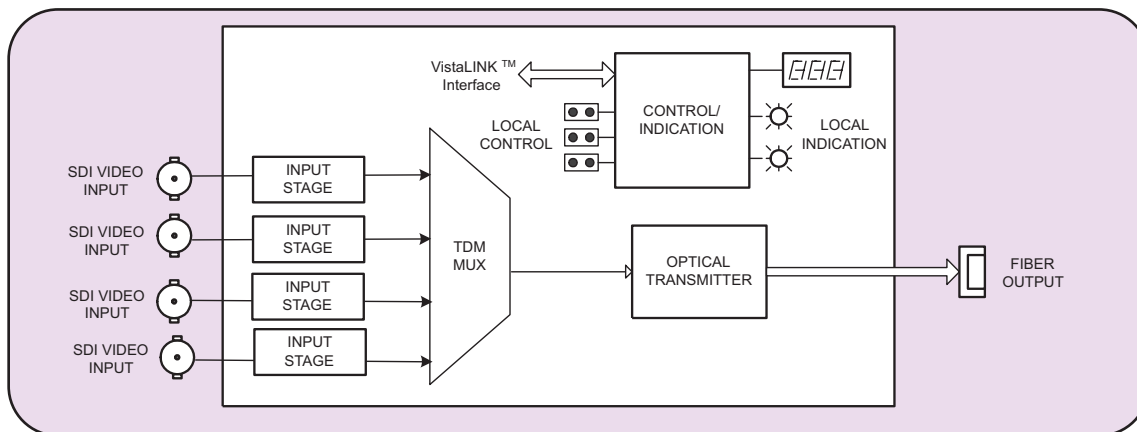 VistaLINK ™
Interface
CONTROL/
INDICATION
LOCAL
CONTROL
LOCAL
INDICATION
SDI VIDEO
INPUT
INPUT
STAGE
SDI VIDEO
INPUT
INPUT
STAGE
SDI VIDEO
INPUT
INPUT
STAGE
SDI VIDEO
INPUT
INPUT
STAGE
TDM
MUX
OPTICAL
TRANSMITTER
FIBER
OUTPUT